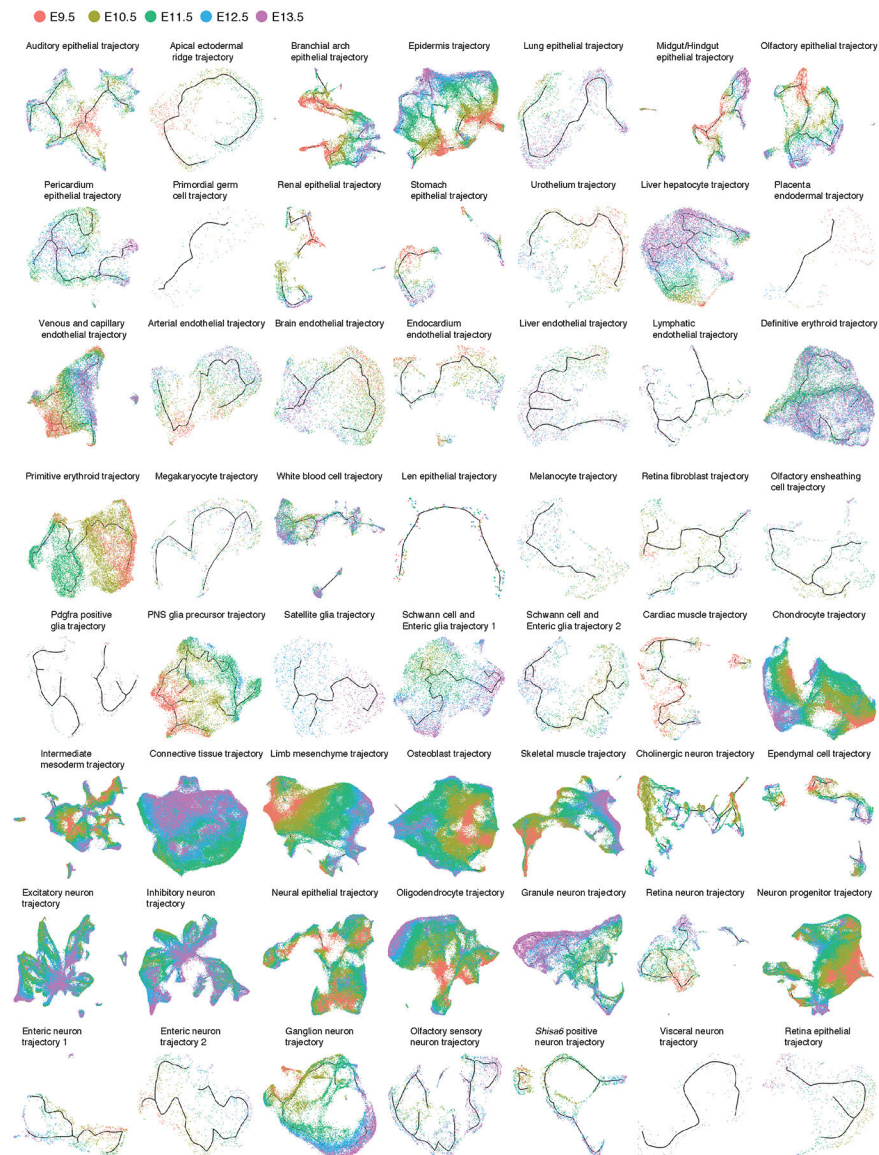 E9.5 E10.5 E11.5 E12.5 E13.5
Auditory epithelial trajectory
Apical ectodermal
ridge trajectory
Branchial arch
epithelial trajectory
Epidermis trajectory
Lung epithelial trajectory
Midgut/Hindgut
epithelial trajectory
Olfactory epithelial trajectory
Pericardium
epithelial trajectory
Primordial germ
cell trajectory
Renal epithelial trajectory
Stomach
epithelial trajectory
Urothelium trajectory
Liver hepatocyte trajectory
Placenta
endodermal trajectory
Venous and capillary
endothelial trajectory
Arterial endothelial trajectory
Brain endothelial trajectory
Endocardium
endothelial trajectory
Liver endothelial trajectory
Lymphatic
endothelial trajectory
Definitive erythroid trajectory
Primitive erythroid trajectory
Megakaryocyte trajectory
White blood cell trajectory
Len epithelial trajectory
Melanocyte trajectory
Retina fibroblast trajectory
Olfactory ensheathing
cell trajectory
Pdgfra positive
glia trajectory
PNS glia precursor trajectory
Satellite glia trajectory
Schwann cell and
Enteric glia trajectory 1
Schwann cell and
Enteric glia trajectory 2
Cardiac muscle trajectory
Chondrocyte trajectory
Intermediate
mesoderm trajectory
Connective tissue trajectory
Limb mesenchyme trajectory
Osteoblast trajectory
Skeletal muscle trajectory
Cholinergic neuron trajectory
Ependymal cell trajectory
Excitatory neuron
trajectory
Inhibitory neuron
trajectory
Neural epithelial trajectory
Oligodendrocyte trajectory
Granule neuron trajectory
Retina neuron trajectory
Neuron progenitor trajectory
Enteric neuron
trajectory 1
Enteric neuron
trajectory 2
Ganglion neuron
trajectory
Olfactory sensory
neuron trajectory
Shisa6 positive
neuron trajectory
Visceral neuron
trajectory
Retina epithelial
trajectory